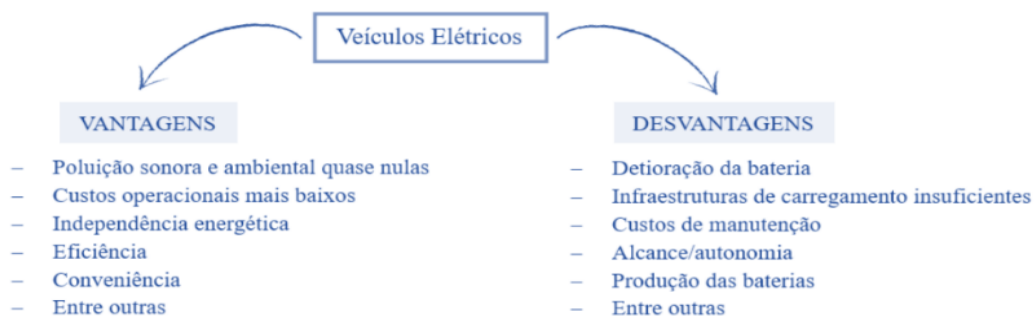 Veículos Elétricos
VANTAGENS
– Poluição sonora e ambiental quase nulas
– Custos operacionais mais baixos
– Independência energética
– Eficiência
– Conveniência
– Entre outras
DESVANTAGENS
– Detioração da bateria
– Infraestruturas de carregamento insuficientes
– Custos de manutenção
– Alcance/autonomia
– Produção das baterias
– Entre outras